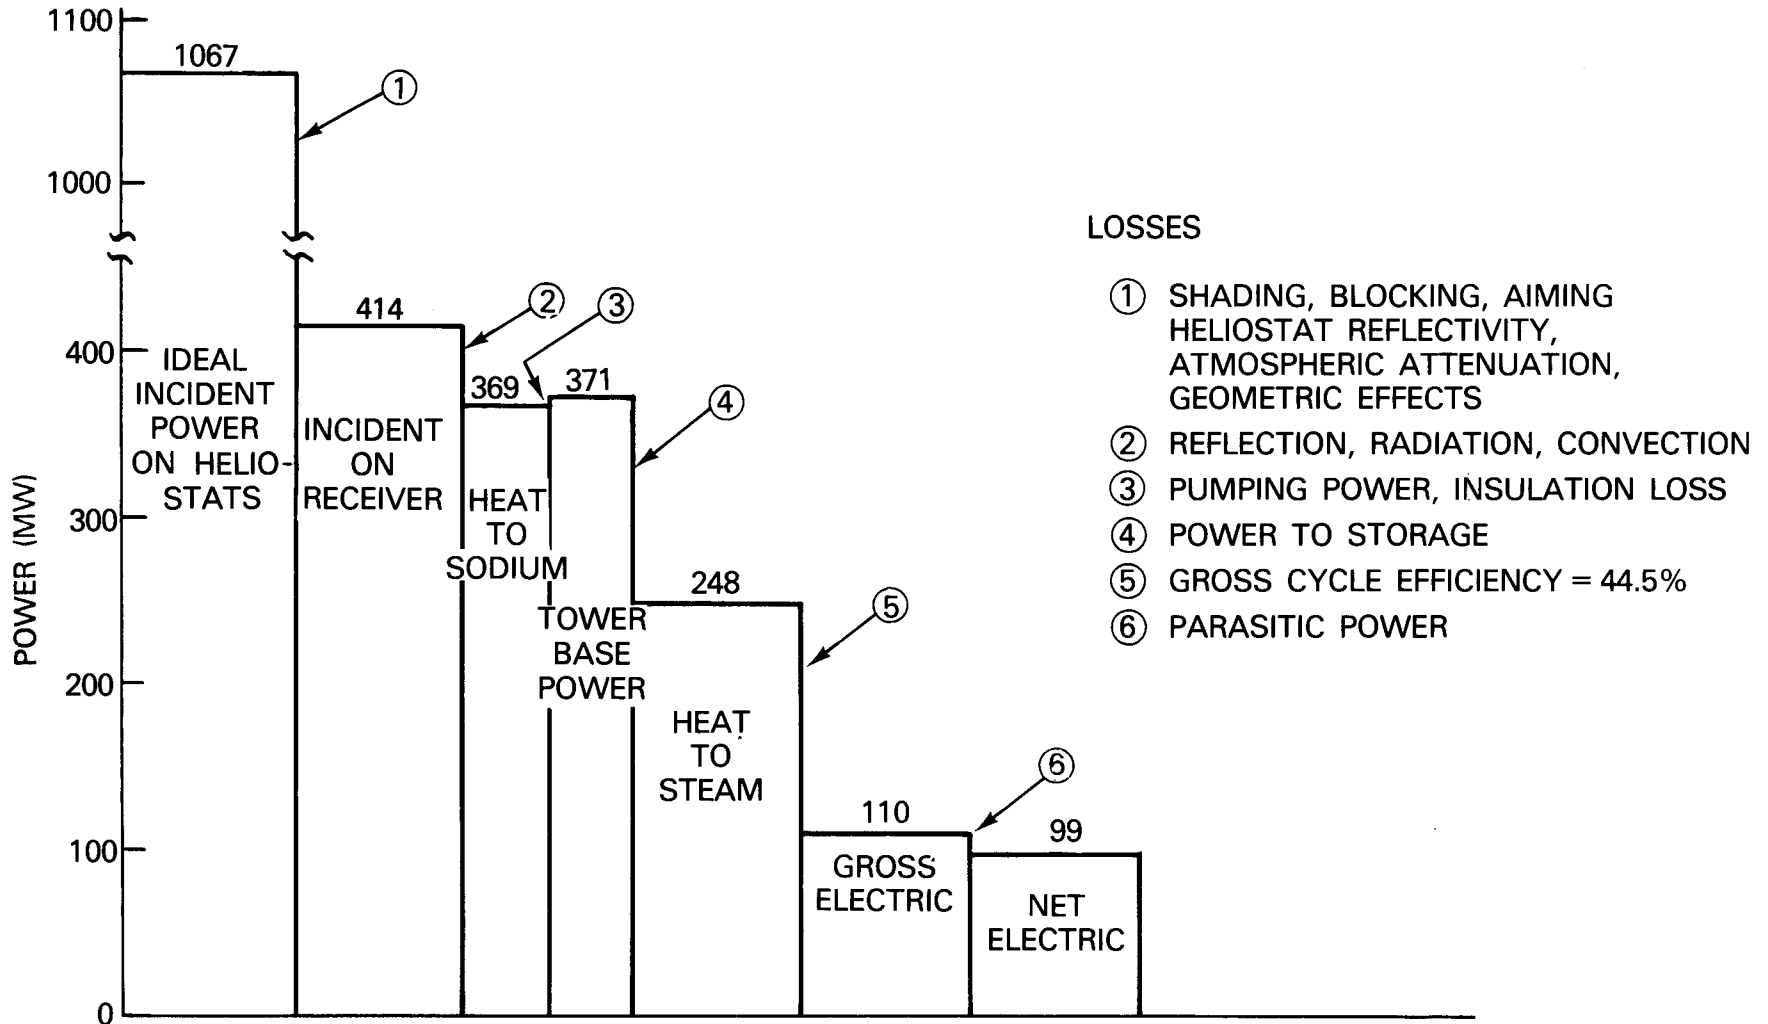 1100
1067
①
1000
LOSSES
① SHADING, BLOCKING, AIMING
HELIOSTAT REFLECTIVITY,
ATMOSPHERIC ATTENUATION,
GEOMETRIC EFFECTS
② REFLECTION, RADIATION, CONVECTION
③ PUMPING POWER, INSULATION LOSS
④ POWER TO STORAGE
⑤ GROSS CYCLE EFFICIENCY = 44.5%
⑥ PARASITIC POWER
414
②
③
400
369
371
④
IDEAL
INCIDENT
POWER
ON HELIO-
STATS
INCIDENT
ON
RECEIVER
HEAT
TO
SODIUM
300
POWER (MW)
248
⑤
TOWER
BASE
POWER
200
HEAT
TO
STEAM
⑥
110
99
100
GROSS
ELECTRIC
NET
ELECTRIC
0